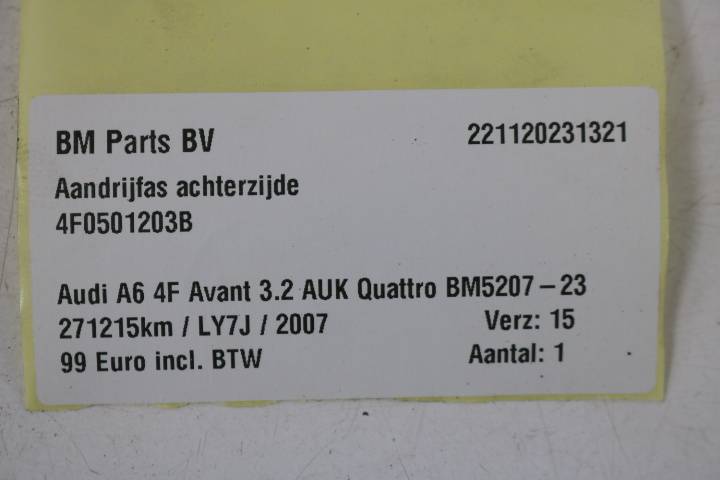 BM Parts BV 221120231321
Aandrijfas achterzijde
4F0501203B
Audi A6 4F Avant 3.2 AUK Quattro BM5207-23
271215km / LY7J / 2007 Verz: 15
99 Euro incl. BTW Aantal: 1